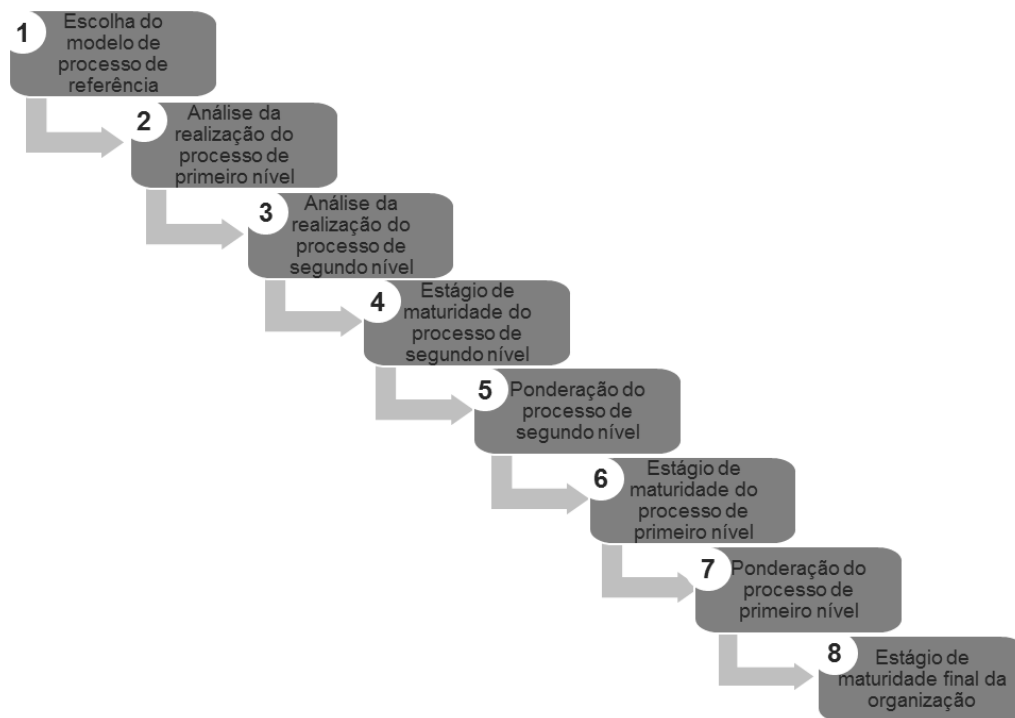 1
Escolha do
modelo de
processo de
referência
2
Análise da
realização do
processo de
primeiro nível
3
Análise da
realização do
processo de
segundo nível
4
Estágio de
maturidade do
processo de
segundo nível
5
Ponderação do
processo de
segundo nível
6
Estágio de
maturidade do
processo de
primeiro nível
7
Ponderação do
processo de
primeiro nível
8
Estágio de
maturidade final da
organização